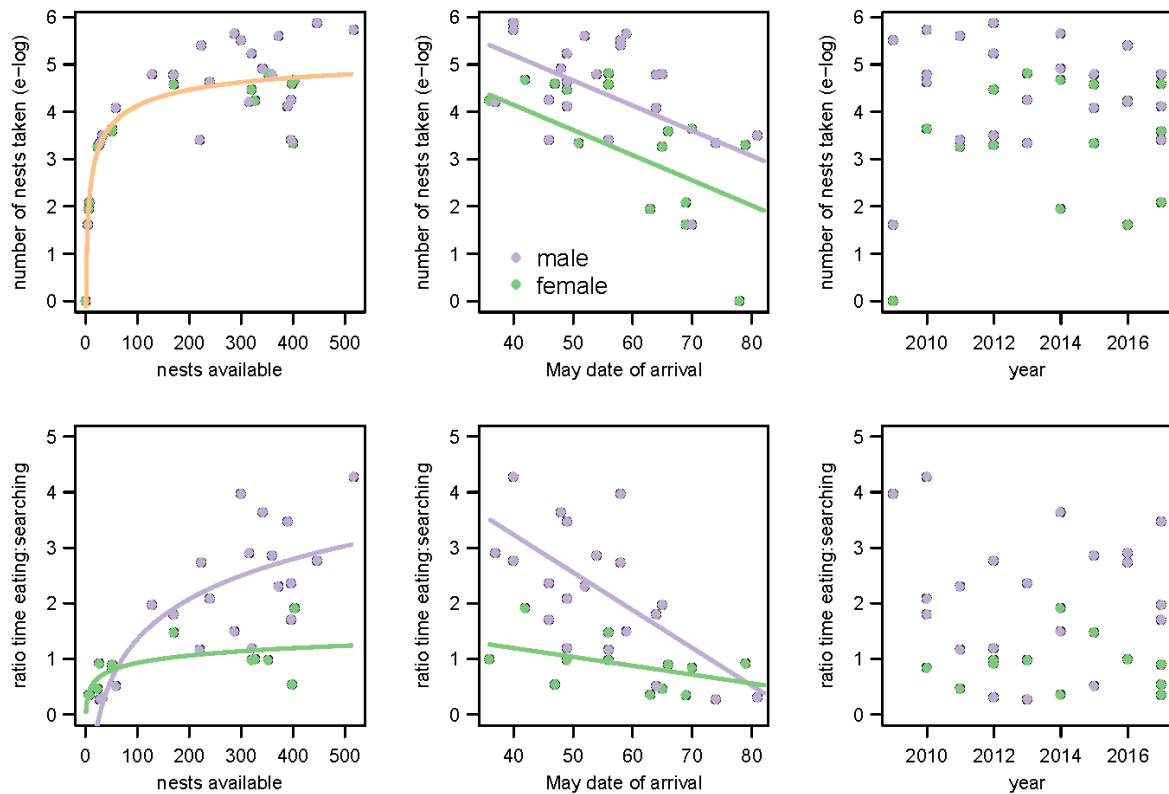 number of nests taken (e-log)
6
5
4
3
2
1
0
0 100 200 300 400 500
nests available
number of nests taken (e-log)
6
5
4
3
2
1
0
male
female
40 50 60 70 80
May date of arrival
number of nests taken (e-log)
6
5
4
3
2
1
0
2010 2012 2014 2016
year
ratio time eating:searching
5
4
3
2
1
0
0 100 200 300 400 500
nests available
ratio time eating:searching
5
4
3
2
1
0
40 50 60 70 80
May date of arrival
ratio time eating:searching
5
4
3
2
1
0
2010 2012 2014 2016
year